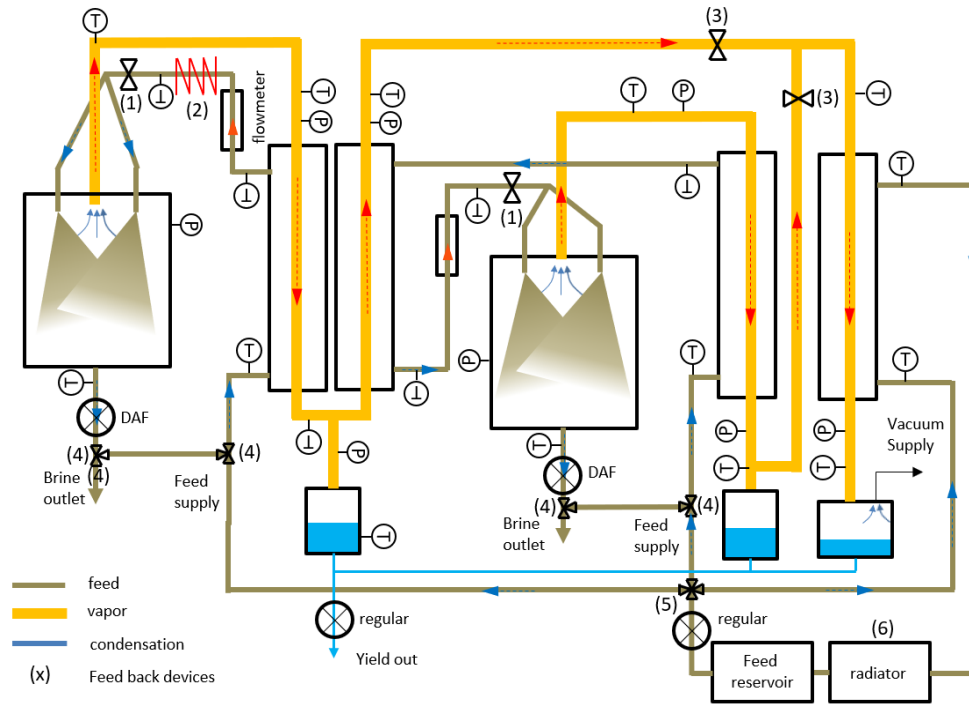 T
(3)
(1)
T
(2)
flowmeter
T
P
T
P
(3)
T
T
P
T
T
T
T
(1)
T
P
P
T
T
T
T
T
DAF
(4)
(4)
(4)
Brine
outlet
Feed
supply
T
P
T
T
DAF
(4)
(4)
Brine
outlet
Feed
supply
P
T
P
T
Vacuum
Supply
feed
vapor
condensation
(x)
Feed back devices
regular
Yield out
(5)
regular
(6)
Feed
reservoir
radiator